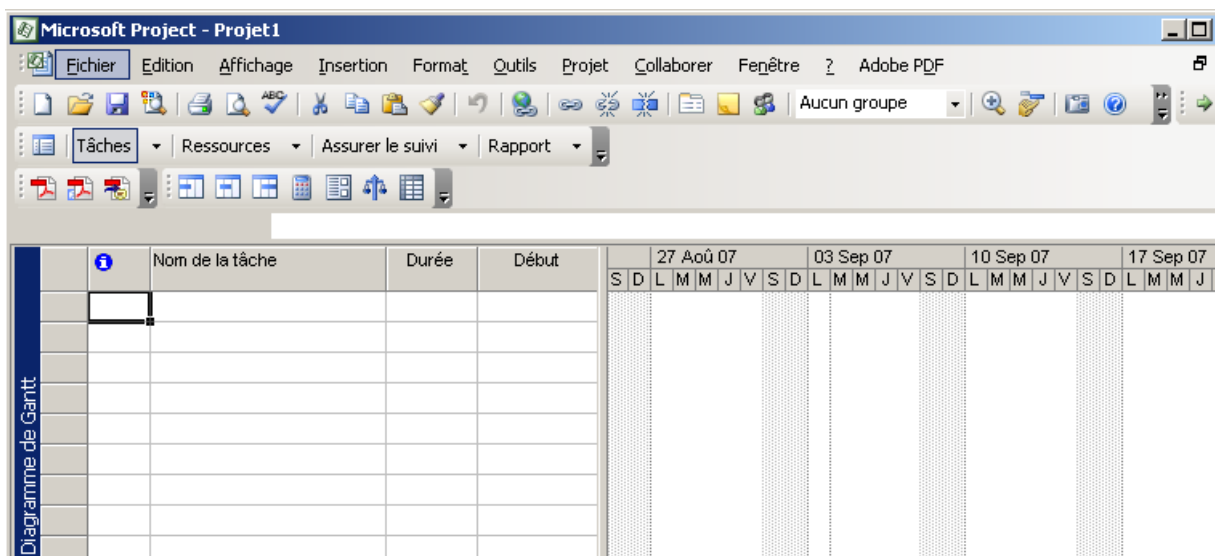 Microsoft Project - Projet1
Fichier Edition Affichage Insertion Format Outils Projet Collaborer Fenêtre ? Adobe PDF
ABC Aucun groupe
Tâches Ressources Assurer le suivi Rapport
Nom de la tâche Durée Début 27 Aoû 07 03 Sep 07 10 Sep 07 17 Sep 07
S D L M M J V S D L M M J V S D L M M J V S D L M M J
Diagramme de Gantt